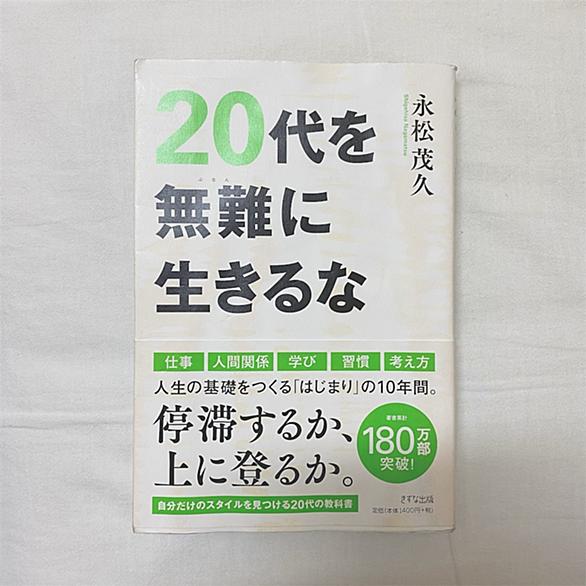 20代を
ぶなん
無難に
生きるな
永松茂久
Shigehisa Nagamatsu
仕事 人間関係 学び 習慣 考え方
人生の基礎をつくる「はじまり」の10年間。
停滞するか、
上に登るか。
著書累計
180万部
突破!
自分だけのスタイルを見つける20代の教科書
きずな出版
定価(本体1400円+税)